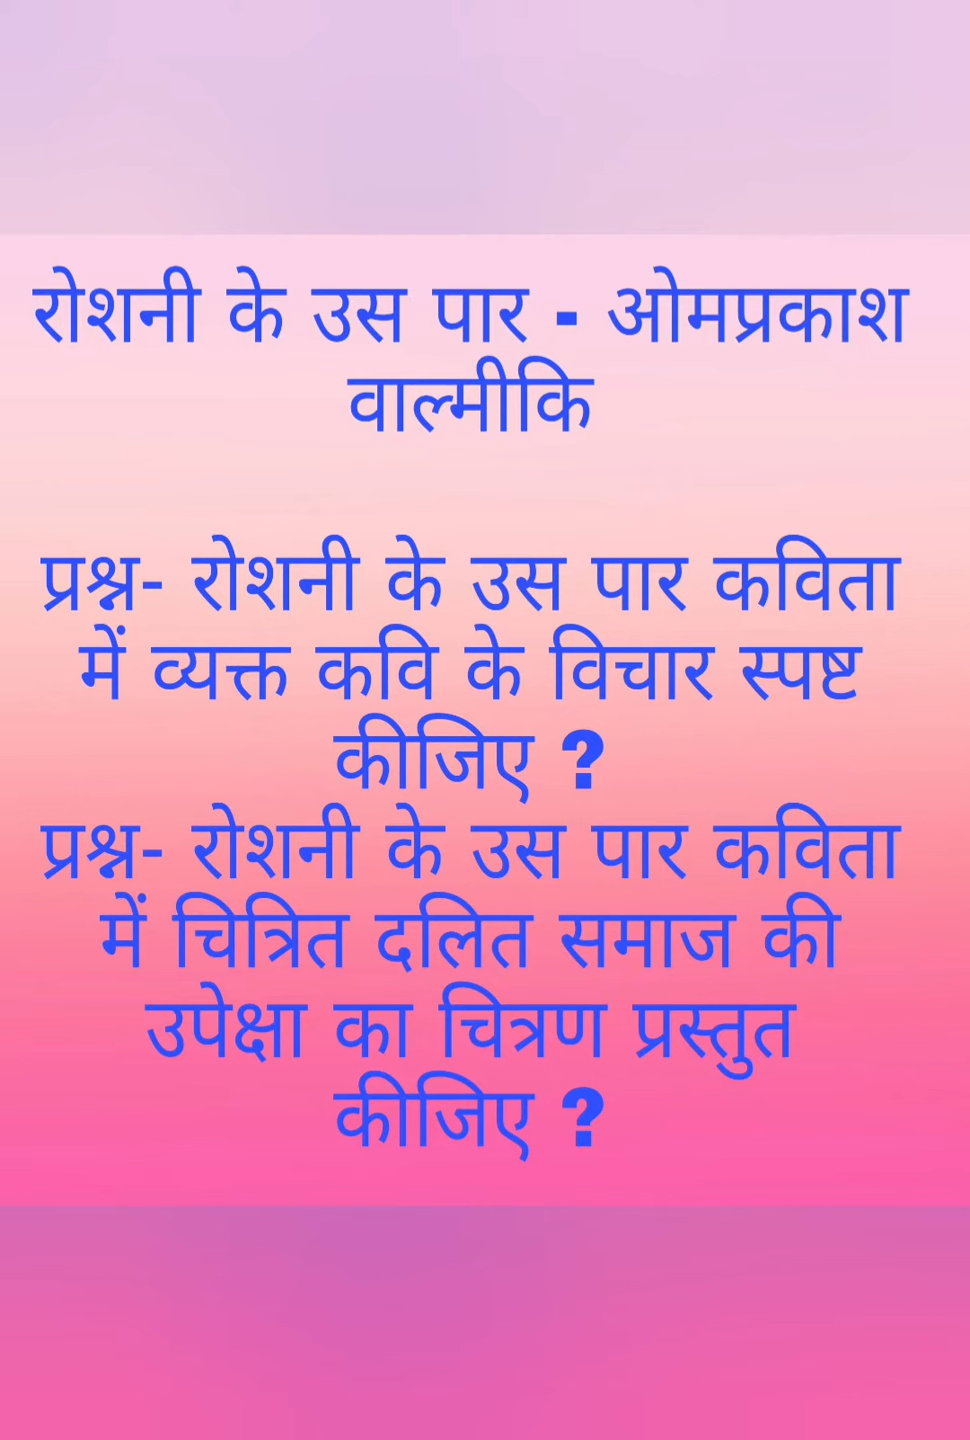 रोशनी के उस पार - ओमप्रकाश
वाल्मीकि
प्रश्न- रोशनी के उस पार कविता
में व्यक्त कवि के विचार स्पष्ट
कीजिए ?
प्रश्न- रोशनी के उस पार कविता
में चित्रित दलित समाज की
उपेक्षा का चित्रण प्रस्तुत
कीजिए ?